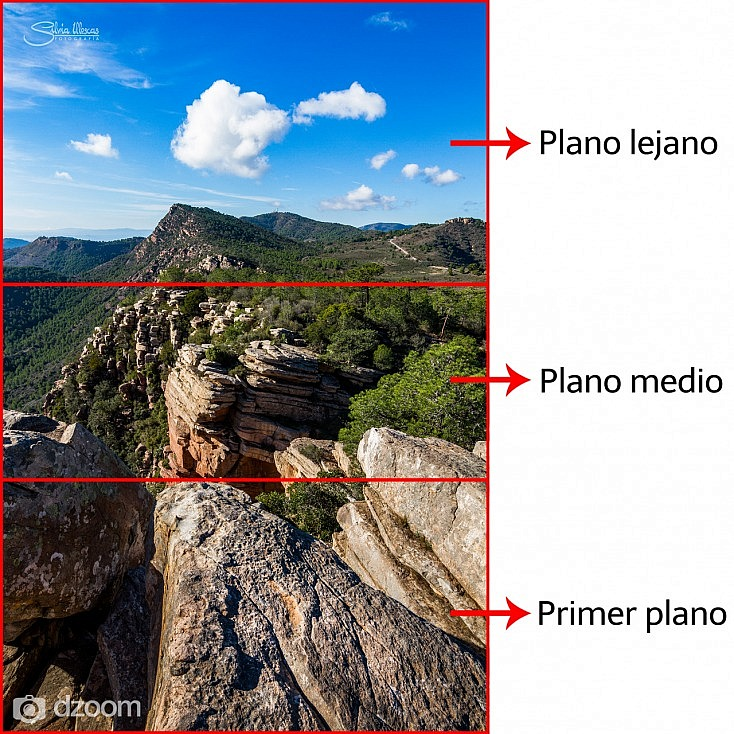 Silvia Illescas
FOTOGRAFÍA
Plano lejano
Plano medio
Primer plano
dzoom